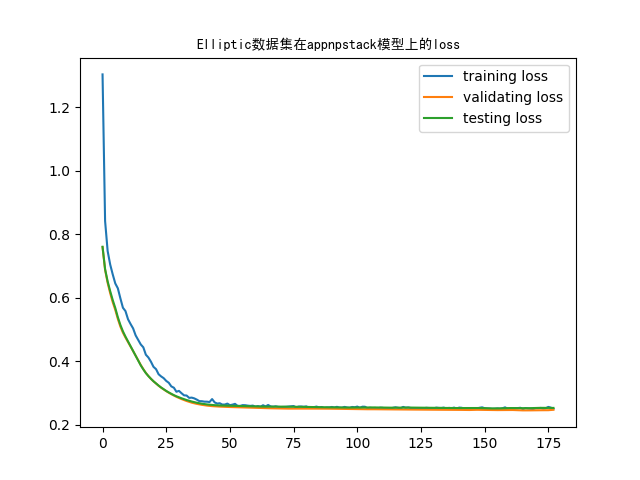 Elliptic数据集在appnpstack模型上的loss
training loss
validating loss
testing loss
1.2
1.0
0.8
0.6
0.4
0.2
0 25 50 75 100 125 150 175